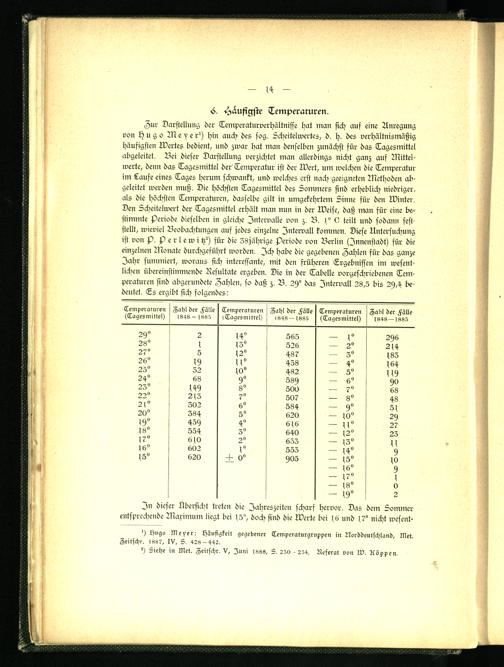 — 14 —
6. Häufigste Temperaturen.
Zur Darstellung der Temperaturverhältnisse hat man sich auf eine Anregung
von Hugo Meyer¹) hin auch des sog. Scheitelwertes, d. h. des verhältnismäßig
häufigsten Wertes bedient, und zwar hat man denselben zunächst für das Tagesmittel
abgeleitet. Bei dieser Darstellung verzichtet man allerdings nicht ganz auf Mittel-
werte, denn das Tagesmittel der Temperatur ist der Wert, um welchen die Temperatur
im Laufe eines Tages herum schwankt, und welches erst nach geeigneten Methoden ab-
geleitet werden muß. Die höchsten Tagesmittel des Sommers sind erheblich niedriger,
als die höchsten Temperaturen, dasselbe gilt in umgekehrtem Sinne für den Winter.
Den Scheitelwert der Tagesmittel erhält man nun in der Weise, daß man für eine be-
stimmte Periode dieselben in gleiche Intervalle von z. B. 1° C teilt und sodann fest-
stellt, wieviel Beobachtungen auf jedes einzelne Intervall kommen. Diese Untersuchung
ist von P. Perlewitz²) für die 38jährige Periode von Berlin (Innenstadt) für die
einzelnen Monate durchgeführt worden. Ich habe die gegebenen Zahlen für das ganze
Jahr summiert, woraus sich interessante, mit den früheren Ergebnissen im wesent-
lichen übereinstimmende Resultate ergeben. Die in der Tabelle vorgeschriebenen Tem-
peraturen sind abgerundete Zahlen, so daß z. B. 29° das Intervall 28,5 bis 29,4 be-
deutet. Es ergibt sich folgendes:
Temperaturen (Tagesmittel) Zahl der Fälle 1848—1885 Temperaturen (Tagesmittel) Zahl der Fälle 1848—1885 Temperaturen (Tagesmittel) Zahl der Fälle 1848—1885
29° 2 14° 565 — 1° 296
28° 1 13° 526 — 2° 214
27° 5 12° 487 — 3° 183
26° 19 11° 458 — 4° 164
25° 32 10° 482 — 5° 119
24° 68 9° 589 — 6° 90
23° 149 8° 500 — 7° 68
22° 213 7° 507 — 8° 48
21° 302 6° 584 — 9° 51
20° 384 5° 620 — 10° 29
19° 459 4° 616 — 11° 27
18° 554 3° 640 — 12° 23
17° 610 2° 653 — 13° 11
16° 602 1° 553 — 14° 9
15° 620 ± 0° 903 — 15° 10
— 16° 9
— 17° 1
— 18° 0
— 19° 2
In dieser Übersicht treten die Jahreszeiten scharf hervor. Das dem Sommer
entsprechende Maximum liegt bei 15°, doch sind die Werte bei 16 und 17° nicht wesent-
¹) Hugo Meyer: Häufigkeit gegebener Temperaturgruppen in Norddeutschland, Met.
Zeitschr. 1887, IV, S. 428—442.
²) Siehe in Met. Zeitschr. V, Juni 1888, S. 230-234, Referat von W. Köppen.